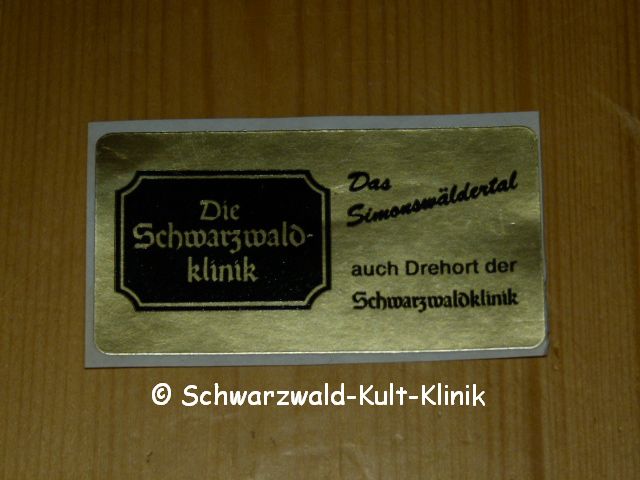 Die
Schwarzwald-
klinik
Das
Simonswäldertal
auch Drehort der
Schwarzwaldklinik
© Schwarzwald-Kult-Klinik